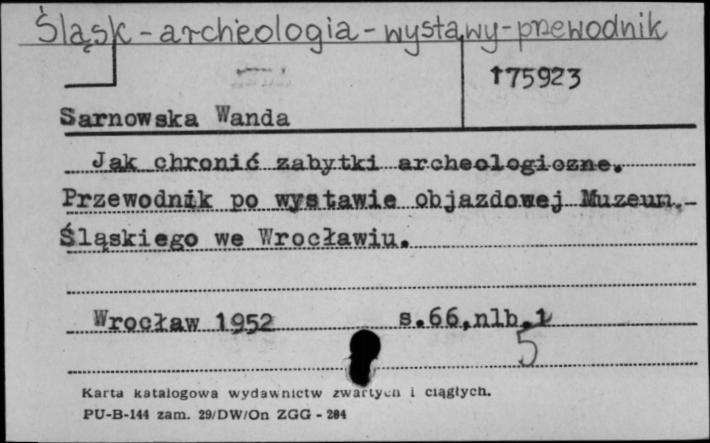 Śląsk - archeologia - wystawy - przewodnik
175923
Sarnowska Wanda
Jak chronić zabytki archeologiczne.
Przewodnik po wystawie objazdowej Muzeum.-
Śląskiego we Wrocławiu.
Wrocław 1952 s.66,nlb.1
5
Karta katalogowa wydawnictw zwartych i ciągłych.
PU-B-144 zam. 29/DW/On ZGG - 284